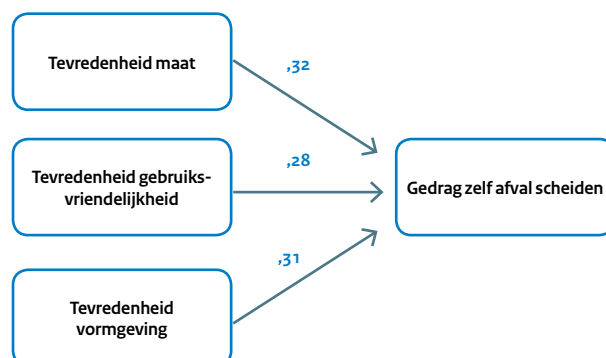 Tevredenheid maat
,32
Tevredenheid gebruiks-
vriendelijkheid
,28
Gedrag zelf afval scheiden
,31
Tevredenheid
vormgeving